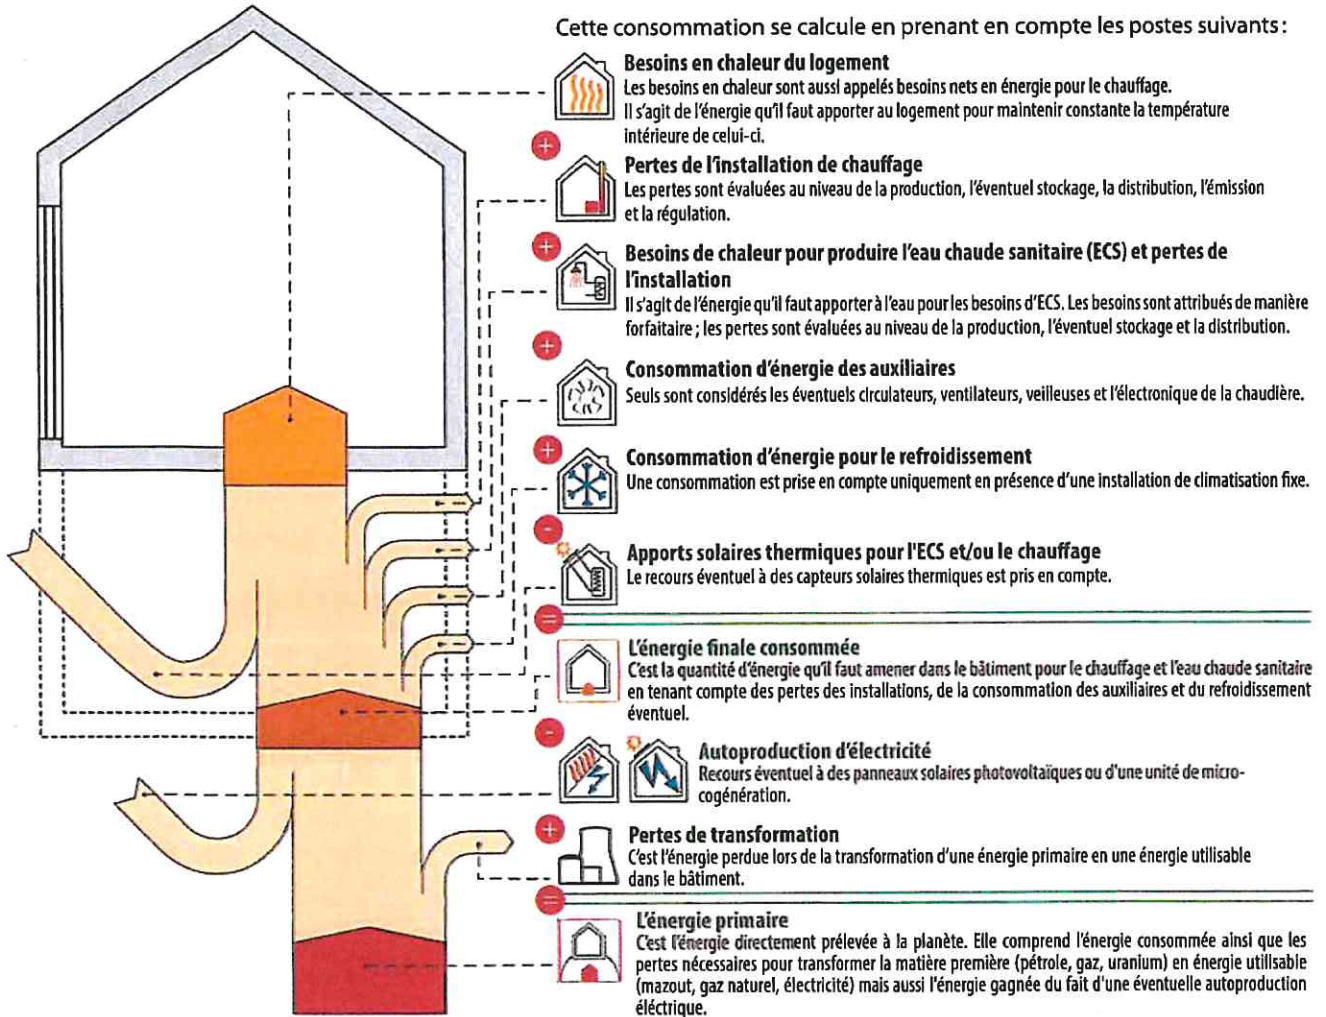 Cette consommation se calcule en prenant en compte les postes suivants :
Besoins en chaleur du logement
Les besoins en chaleur sont aussi appelés besoins nets en énergie pour le chauffage.
Il s'agit de l'énergie qu'il faut apporter au logement pour maintenir constante la température
intérieure de celui-ci.
+
Pertes de l'installation de chauffage
Les pertes sont évaluées au niveau de la production, l'éventuel stockage, la distribution, l'émission
et la régulation.
+
Besoins de chaleur pour produire l'eau chaude sanitaire (ECS) et pertes de
l'installation
Il s'agit de l'énergie qu'il faut apporter à l'eau pour les besoins d'ECS. Les besoins sont attribués de manière
forfaitaire ; les pertes sont évaluées au niveau de la production, l'éventuel stockage et la distribution.
+
Consommation d'énergie des auxiliaires
Seuls sont considérés les éventuels circulateurs, ventilateurs, veilleuses et l'électronique de la chaudière.
+
Consommation d'énergie pour le refroidissement
Une consommation est prise en compte uniquement en présence d'une installation de climatisation fixe.
-
Apports solaires thermiques pour l'ECS et/ou le chauffage
Le recours éventuel à des capteurs solaires thermiques est pris en compte.
=
L'énergie finale consommée
C'est la quantité d'énergie qu'il faut amener dans le bâtiment pour le chauffage et l'eau chaude sanitaire
en tenant compte des pertes des installations, de la consommation des auxiliaires et du refroidissement
éventuel.
-
Autoproduction d'électricité
Recours éventuel à des panneaux solaires photovoltaïques ou d'une unité de micro-
cogénération.
+
Pertes de transformation
C'est l'énergie perdue lors de la transformation d'une énergie primaire en une énergie utilisable
dans le bâtiment.
=
L'énergie primaire
C'est l'énergie directement prélevée à la planète. Elle comprend l'énergie consommée ainsi que les
pertes nécessaires pour transformer la matière première (pétrole, gaz, uranium) en énergie utilisable
(mazout, gaz naturel, électricité) mais aussi l'énergie gagnée du fait d'une éventuelle autoproduction
éléctrique.